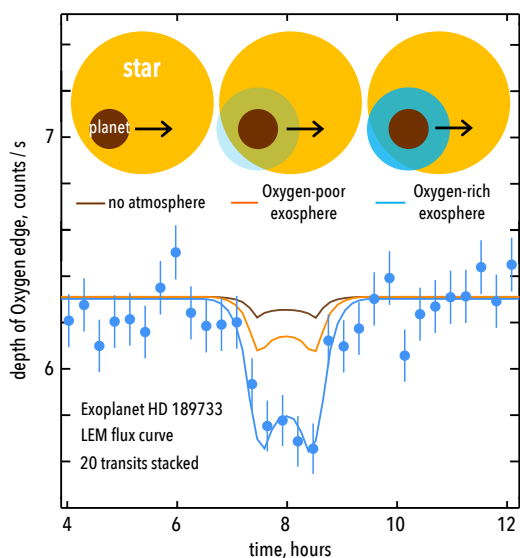 star
planet
no atmosphere
Oxygen-poor
exosphere
Oxygen-rich
exosphere
depth of Oxygen edge, counts / s
7
6
Exoplanet HD 189733
LEM flux curve
20 transits stacked
4
6
8
10
12
time, hours